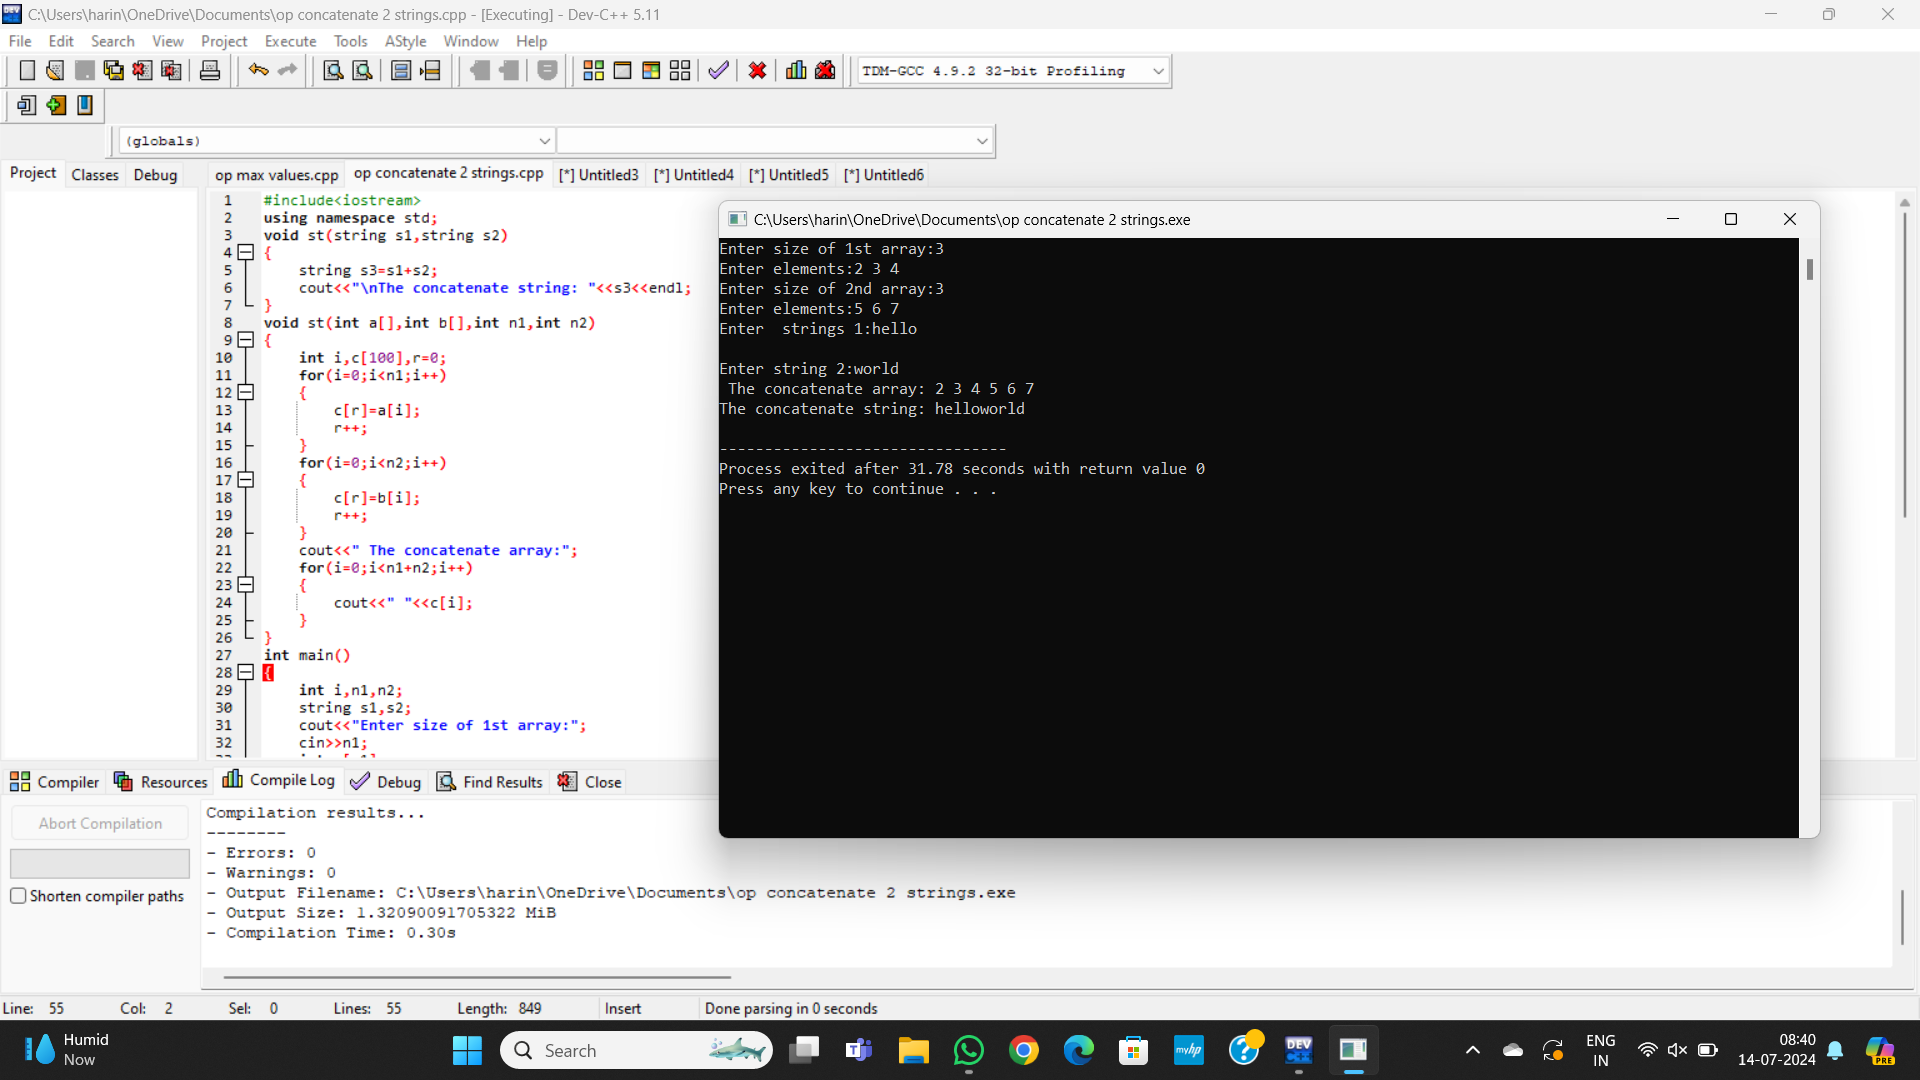 C:\Users\harin\OneDrive\Documents\op concatenate 2 strings.cpp - [Executing] - Dev-C++ 5.11
File Edit Search View Project Execute Tools AStyle Window Help
TDM-GCC 4.9.2 32-bit Profiling
(globals)
Project Classes Debug
op max values.cpp op concatenate 2 strings.cpp [*] Untitled3 [*] Untitled4 [*] Untitled5 [*] Untitled6
1 #include<iostream>
2 using namespace std;
3 void st(string s1,string s2)
4 {
5 string s3=s1+s2;
6 cout<<"\nThe concatenate string: "<<s3<<endl;
7 }
8 void st(int a[],int b[],int n1,int n2)
9 {
10 int i,c[100],r=0;
11 for(i=0;i<n1;i++)
12 {
13 c[r]=a[i];
14 r++;
15 }
16 for(i=0;i<n2;i++)
17 {
18 c[r]=b[i];
19 r++;
20 }
21 cout<<" The concatenate array:";
22 for(i=0;i<n1+n2;i++)
23 {
24 cout<<" "<<c[i];
25 }
26 }
27 int main()
28 {
29 int i,n1,n2;
30 string s1,s2;
31 cout<<"Enter size of 1st array:";
32 cin>>n1;
C:\Users\harin\OneDrive\Documents\op concatenate 2 strings.exe
Enter size of 1st array:3
Enter elements:2 3 4
Enter size of 2nd array:3
Enter elements:5 6 7
Enter  strings 1:hello
Enter string 2:world
 The concatenate array: 2 3 4 5 6 7
The concatenate string: helloworld
--------------------------------
Process exited after 31.78 seconds with return value 0
Press any key to continue . . .
Compiler Resources Compile Log Debug Find Results Close
Abort Compilation
Shorten compiler paths
Compilation results...
--------
- Errors: 0
- Warnings: 0
- Output Filename: C:\Users\harin\OneDrive\Documents\op concatenate 2 strings.exe
- Output Size: 1.32090091705322 MiB
- Compilation Time: 0.30s
Line: 55 Col: 2 Sel: 0 Lines: 55 Length: 849 Insert Done parsing in 0 seconds
Humid
Now
Search
myhp
DEV
ENG
IN
08:40
14-07-2024
PRE